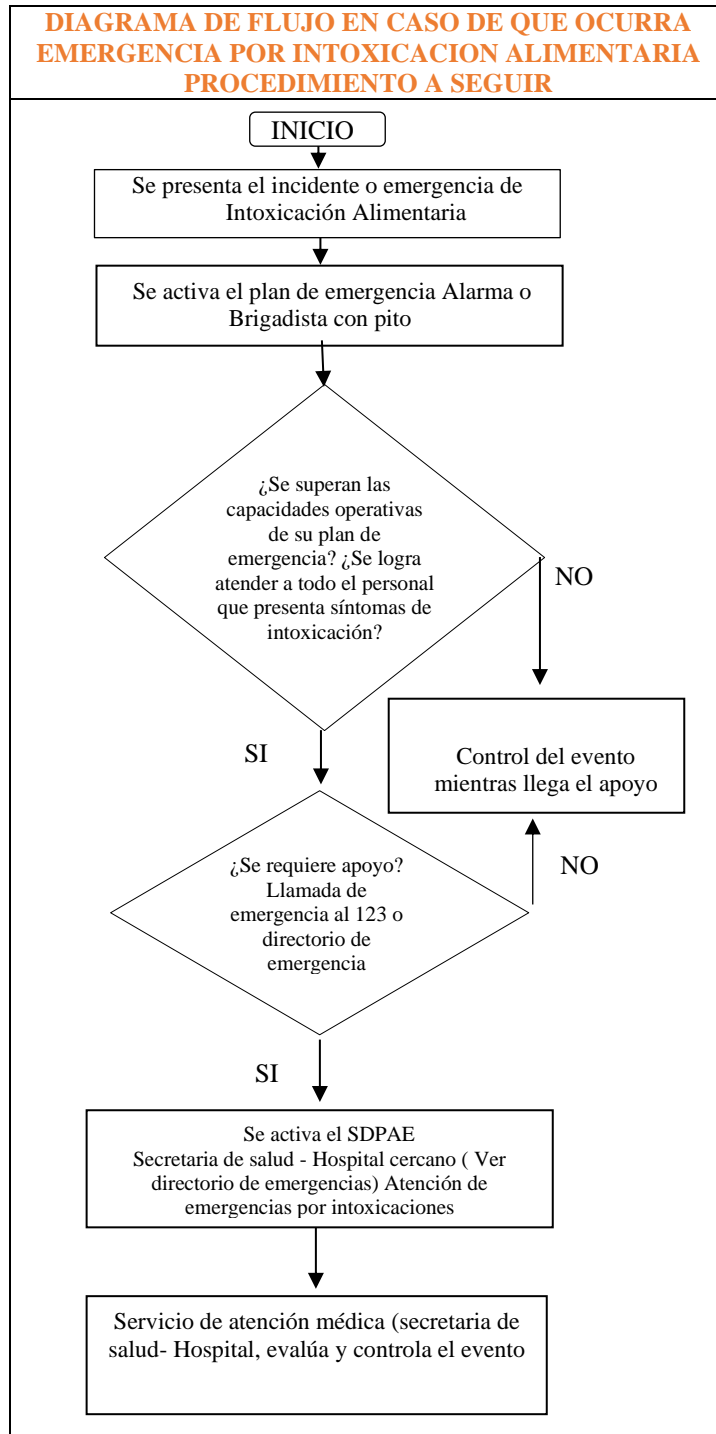 DIAGRAMA DE FLUJO EN CASO DE QUE OCURRA
EMERGENCIA POR INTOXICACION ALIMENTARIA
PROCEDIMIENTO A SEGUIR
INICIO
Se presenta el incidente o emergencia de
Intoxicación Alimentaria
Se activa el plan de emergencia Alarma o
Brigadista con pito
¿Se superan las
capacidades operativas
de su plan de
emergencia? ¿Se logra
atender a todo el personal
que presenta síntomas de
intoxicación?
NO
SI
Control del evento
mientras llega el apoyo
¿Se requiere apoyo?
Llamada de
emergencia al 123 o
directorio de
emergencia
NO
SI
Se activa el SDPAE
Secretaria de salud - Hospital cercano ( Ver
directorio de emergencias) Atención de
emergencias por intoxicaciones
Servicio de atención médica (secretaria de
salud- Hospital, evalúa y controla el evento